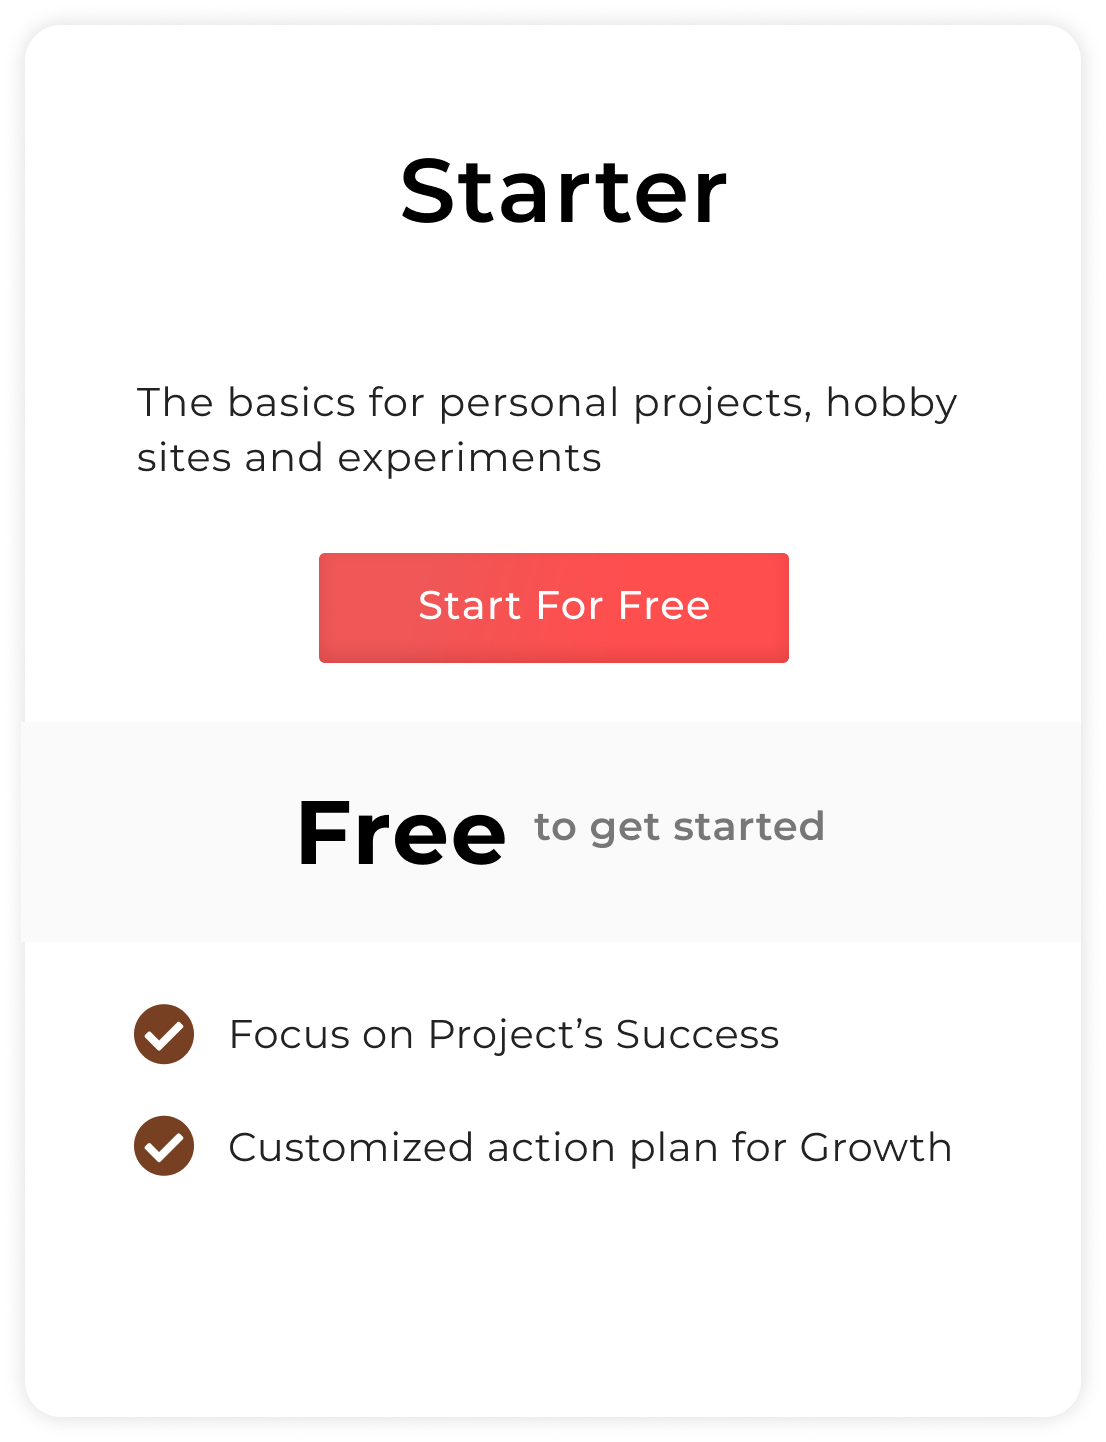 Starter
The basics for personal projects, hobby
sites and experiments
Start For Free
Free to get started
Focus on Project’s Success
Customized action plan for Growth